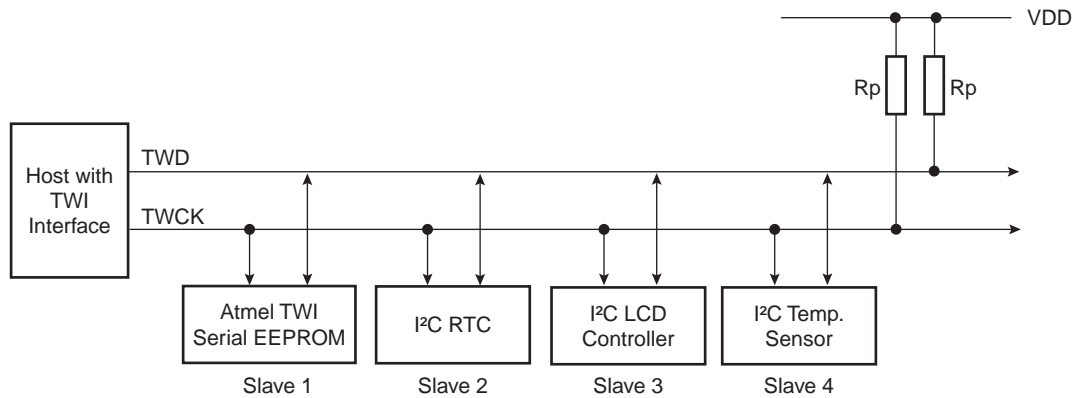 VDD
Rp
Rp
Host with
TWI
Interface
TWD
TWCK
Atmel TWI
Serial EEPROM
I²C RTC
I²C LCD
Controller
I²C Temp.
Sensor
Slave 1
Slave 2
Slave 3
Slave 4